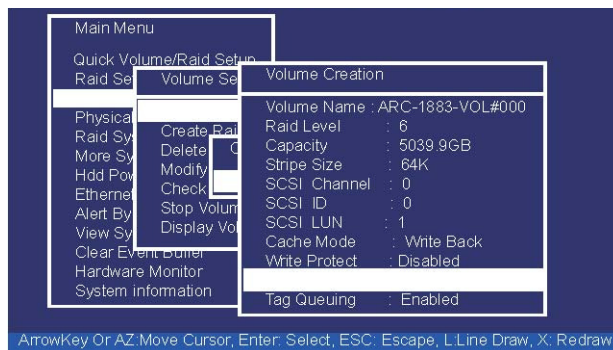 Main Menu
Quick Volume/Raid Setup
Raid Se
Physical
Raid Sy
More Sy
Hdd Pow
Ethernet
Alert By
View Sy
Clear Event Buffer
Hardware Monitor
System information
Volume Se
Create Rai
Delete
Modify
Check
Stop Volum
Display Vol
C
Volume Creation
Volume Name : ARC-1883-VOL#000
Raid Level : 6
Capacity : 5039.9GB
Stripe Size : 64K
SCSI Channel : 0
SCSI ID : 0
SCSI LUN : 1
Cache Mode : Write Back
Write Protect : Disabled
Tag Queuing : Enabled
ArrowKey Or AZ:Move Cursor, Enter: Select, ESC: Escape, L:Line Draw, X: Redraw